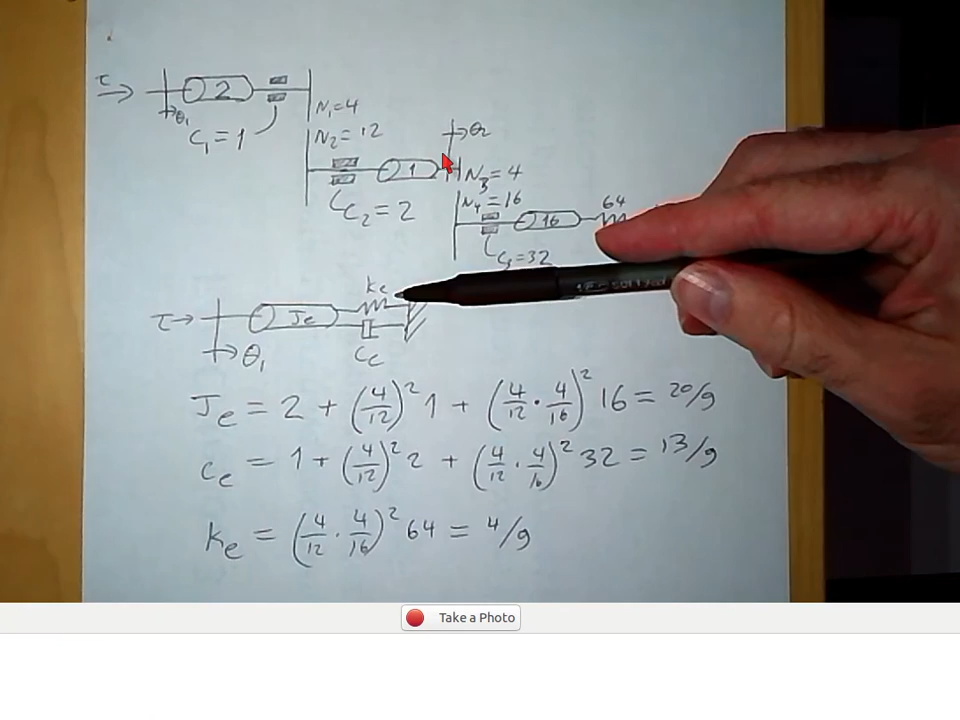 τ → 2
θ₁
C₁ = 1
N₁=4
N₂=12
1
θ₂
C₂ = 2
N₃=4
N₄=16
16
64
C₃=32
τ→ Je
ke
Cc
θ₁
Je = 2 + (4/12)² 1 + (4/12 · 4/16)² 16 = 20/9
Ce = 1 + (4/12)² 2 + (4/12 · 4/16)² 32 = 13/9
ke = (4/12 · 4/16)² 64 = 4/9
Take a Photo